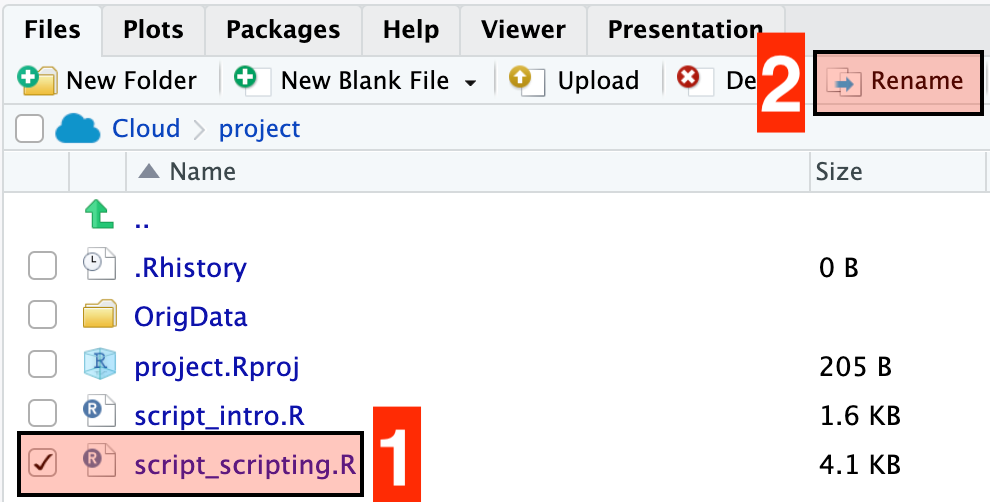 Files Plots Packages Help Viewer Presentation
New Folder New Blank File Upload De 2 Rename
Cloud project
Name Size
..
.Rhistory 0 B
OrigData
project.Rproj 205 B
script_intro.R 1.6 KB
script_scripting.R 1 4.1 KB